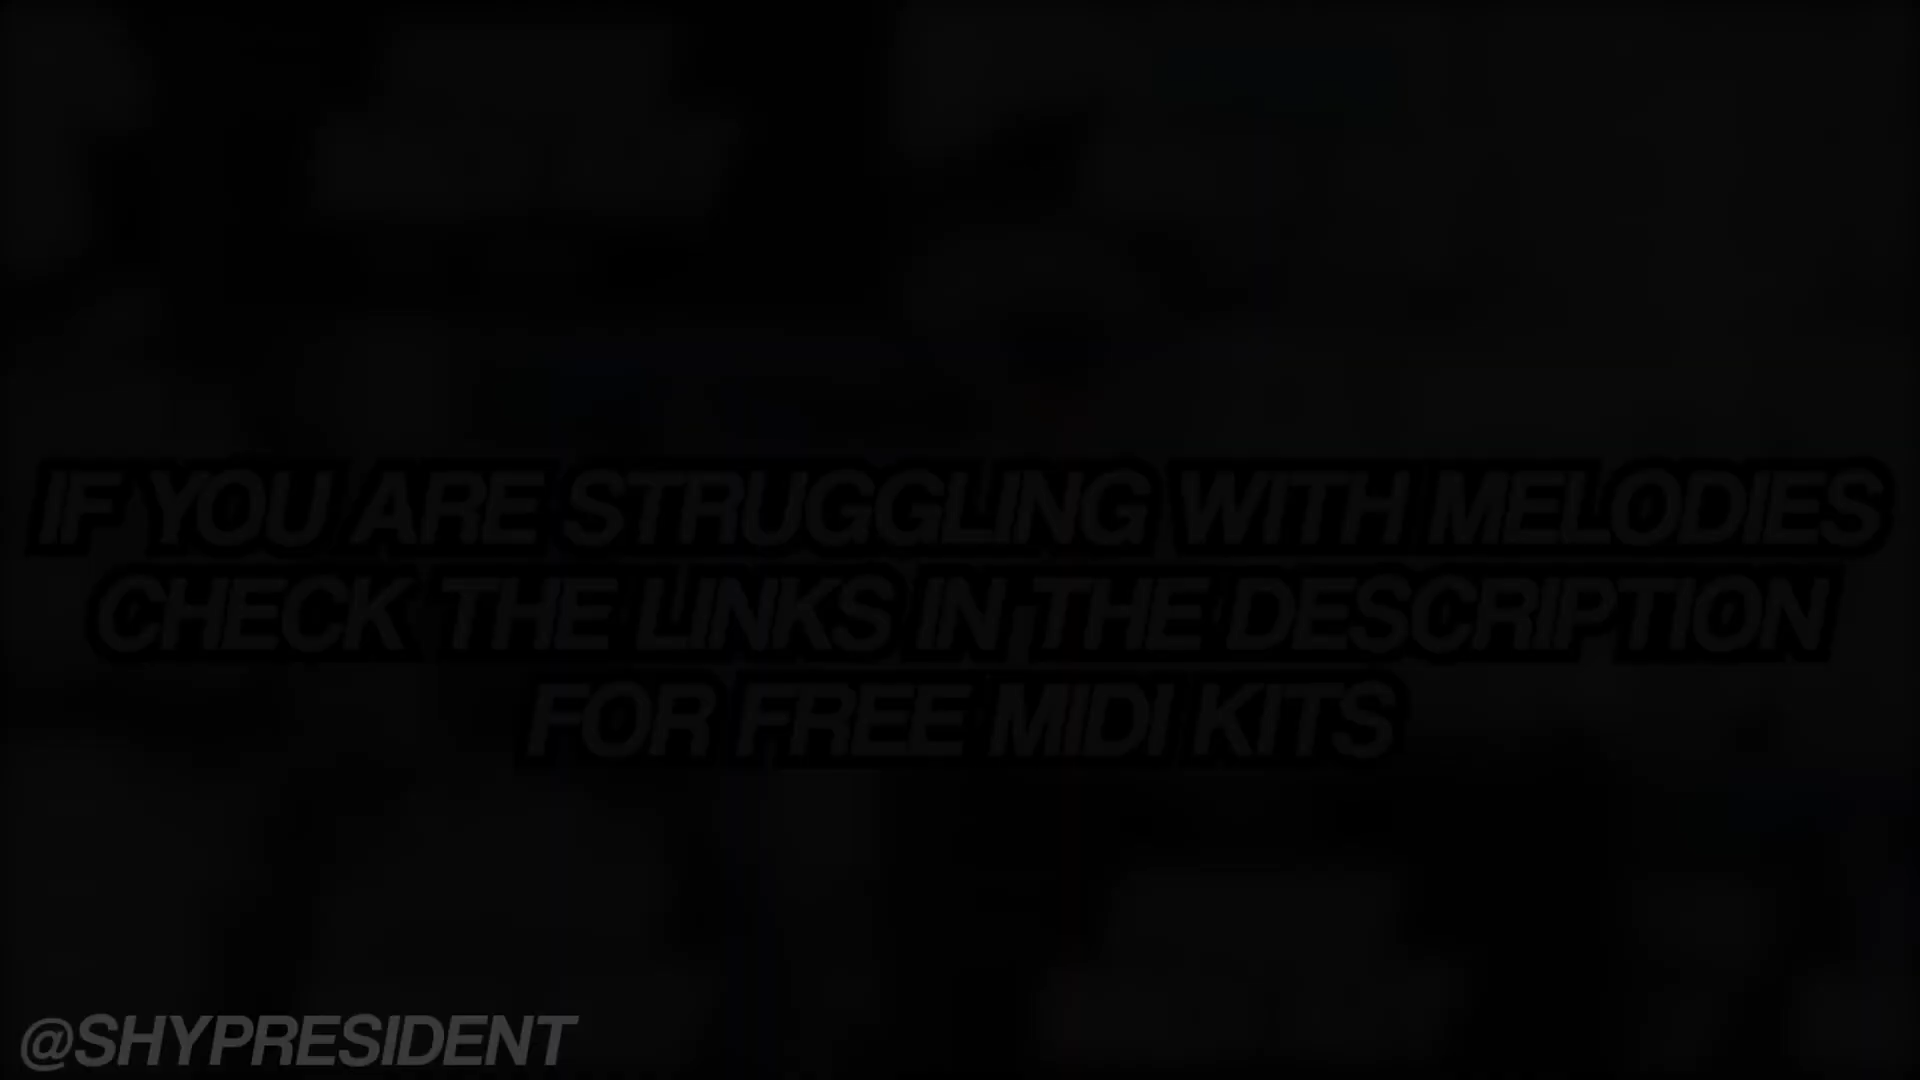 IF YOU ARE STRUGGLING WITH MELODIES
CHECK THE LINKS IN THE DESCRIPTION
FOR FREE MIDI KITS
@SHYPRESIDENT